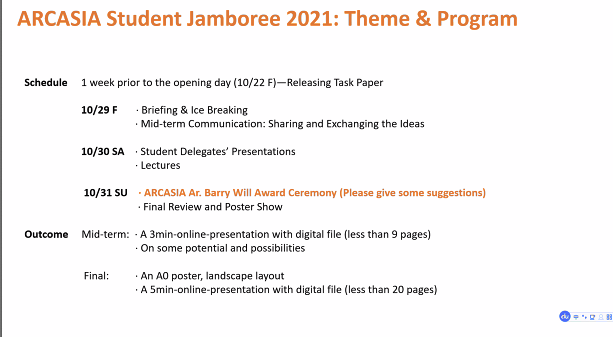 ARCASIA Student Jamboree 2021: Theme & Program
Schedule 1 week prior to the opening day (10/22 F)—Releasing Task Paper
10/29 F · Briefing & Ice Breaking
· Mid-term Communication: Sharing and Exchanging the Ideas
10/30 SA · Student Delegates' Presentations
· Lectures
10/31 SU · ARCASIA Ar. Barry Will Award Ceremony (Please give some suggestions)
· Final Review and Poster Show
Outcome Mid-term: · A 3min-online-presentation with digital file (less than 9 pages)
· On some potential and possibilities
Final: · An A0 poster, landscape layout
· A 5min-online-presentation with digital file (less than 20 pages)